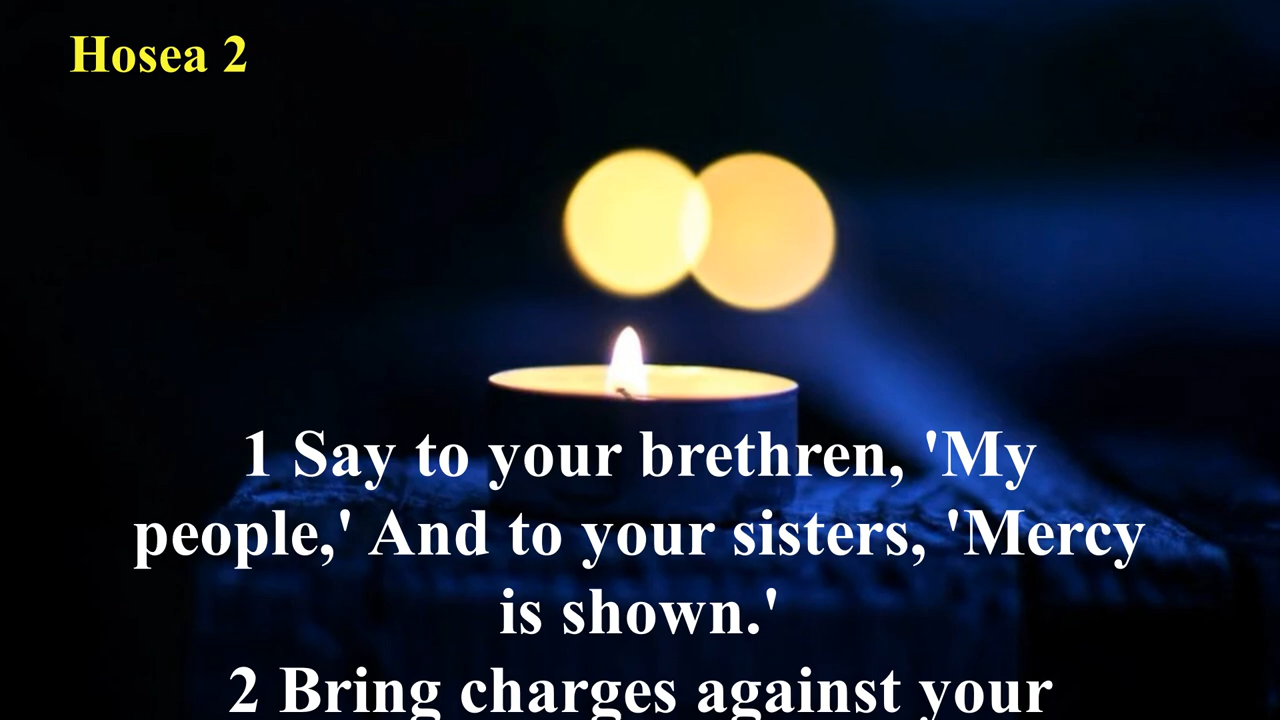 Hosea 2
1 Say to your brethren, 'My
people,' And to your sisters, 'Mercy
is shown.'
2 Bring charges against your